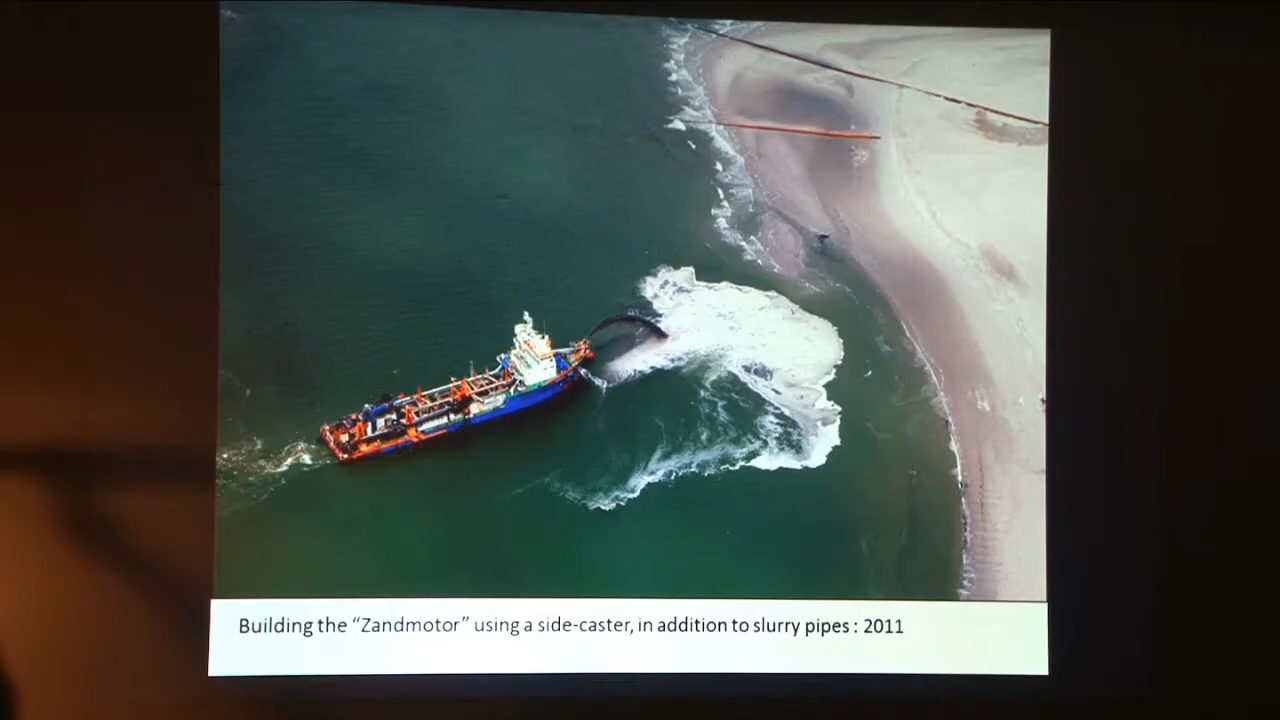 Building the “Zandmotor” using a side-caster, in addition to slurry pipes : 2011